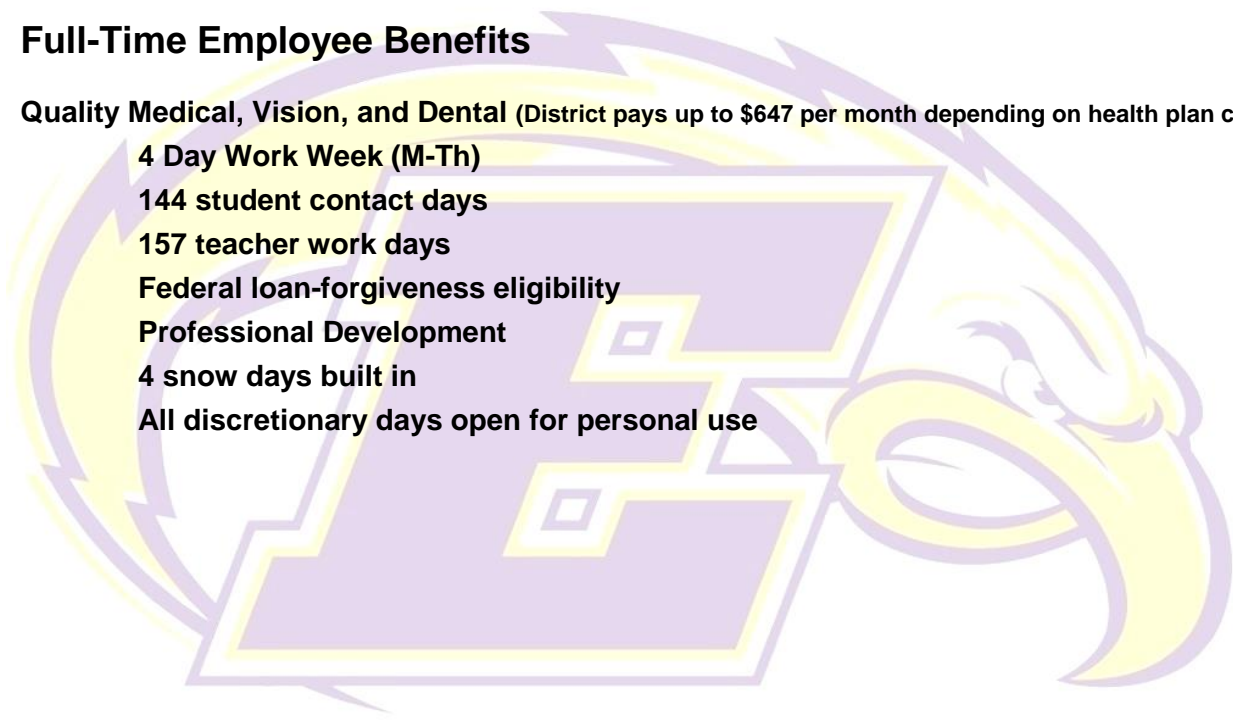 Full-Time Employee Benefits
Quality Medical, Vision, and Dental (District pays up to $647 per month depending on health plan c
4 Day Work Week (M-Th)
144 student contact days
157 teacher work days
Federal loan-forgiveness eligibility
Professional Development
4 snow days built in
All discretionary days open for personal use
E